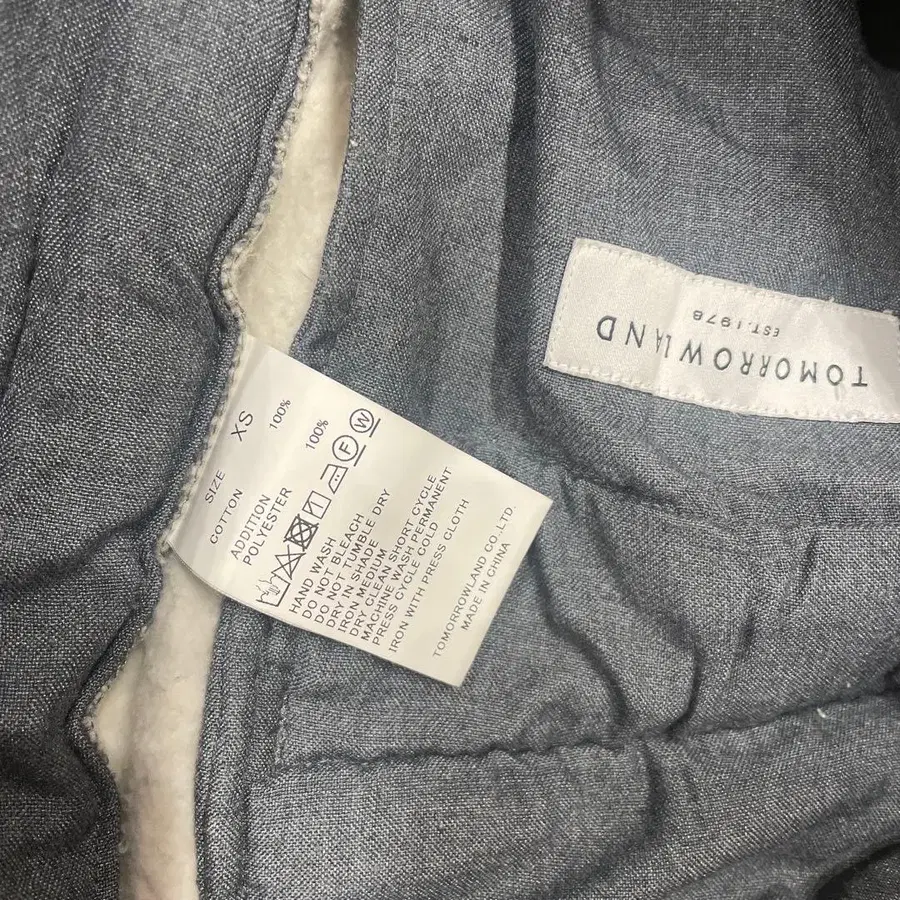 TOMORROWLAND
EST.1978
SIZE XS
COTTON 100%
ADDITION
POLYESTER 100%
F W
HAND WASH
DO NOT BLEACH
DO NOT TUMBLE DRY
DRY IN SHADE
IRON MEDIUM
DRY CLEAN SHORT CYCLE
MACHINE WASH PERMANENT
PRESS CYCLE COLD
IRON WITH PRESS CLOTH
TOMORROWLAND CO.LTD.
MADE IN CHINA